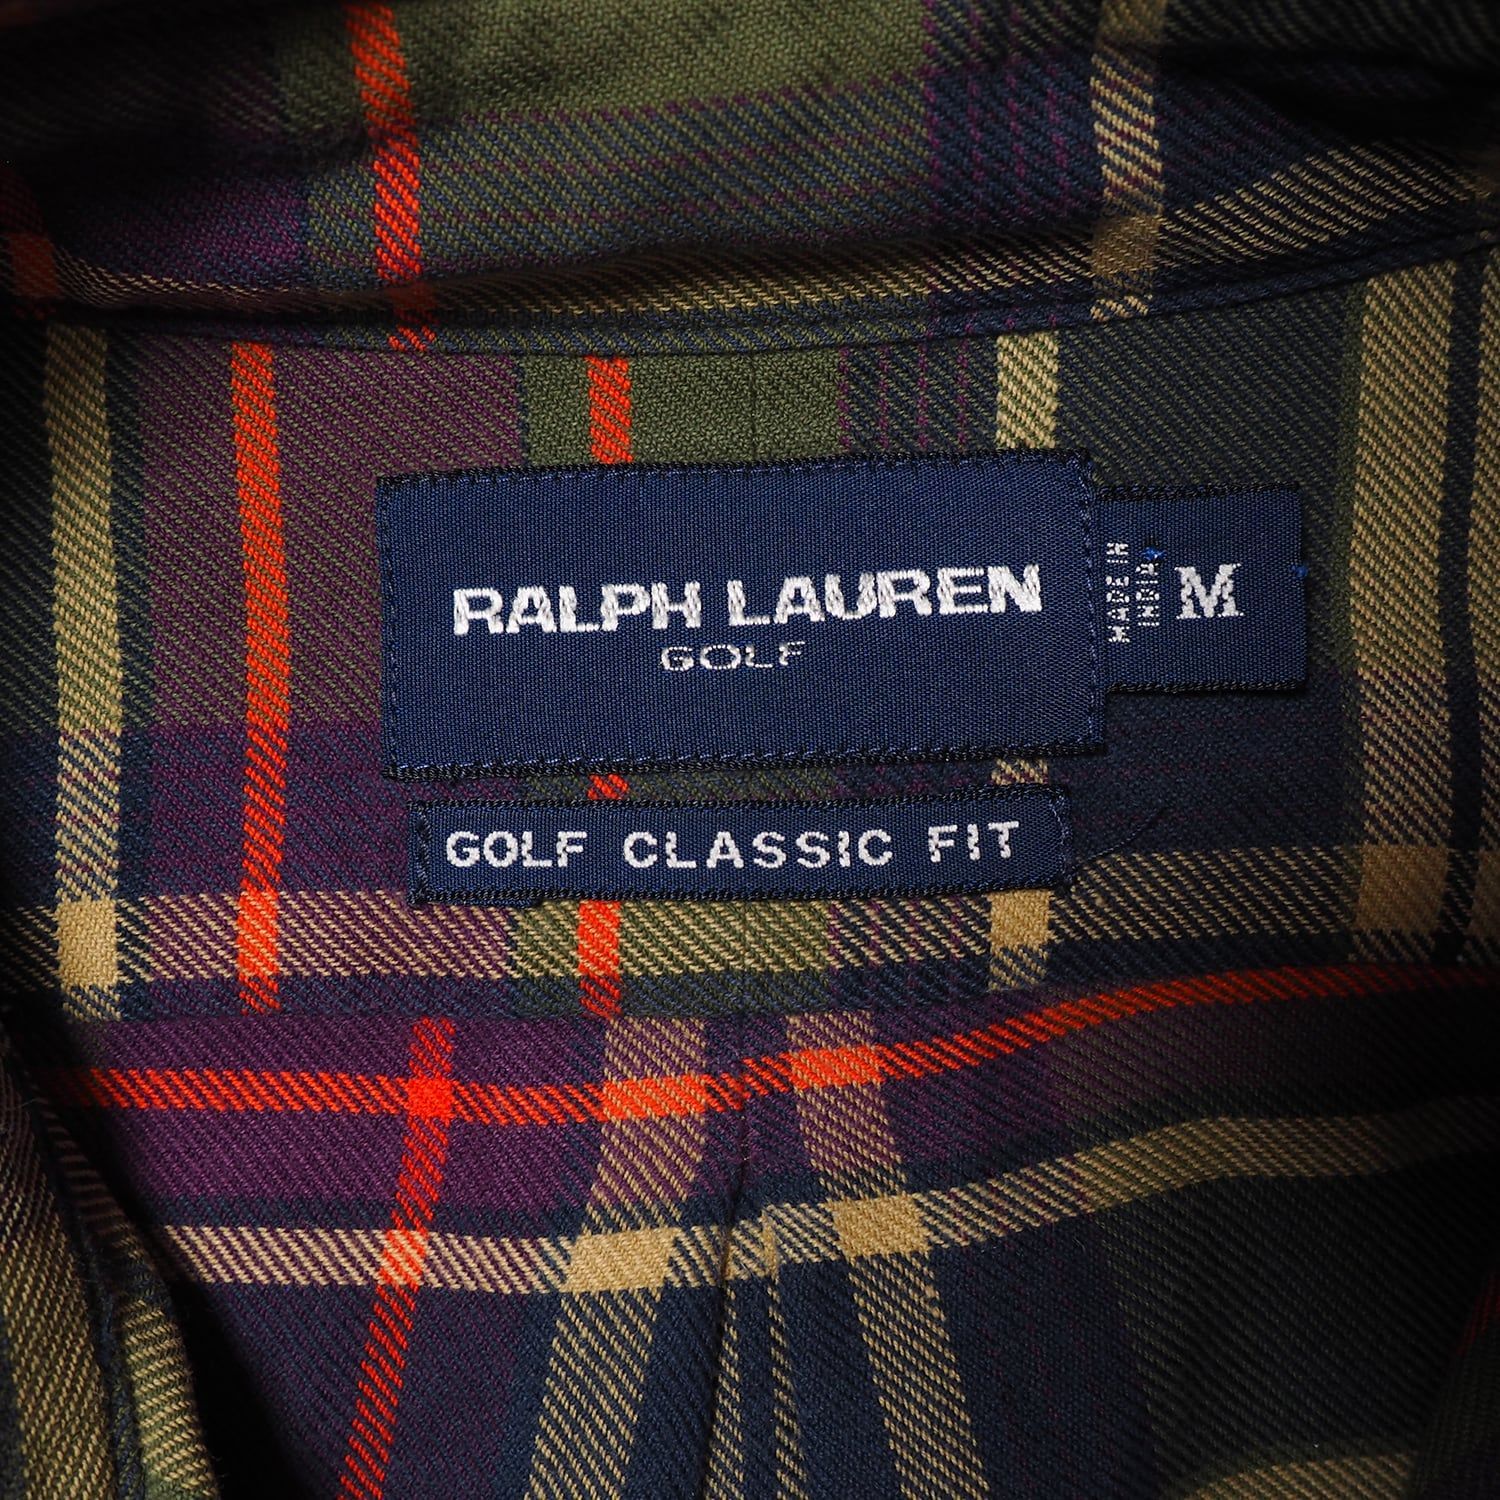 RALPH LAUREN
GOLF
MADE IN
INDIA
M
GOLF CLASSIC FIT